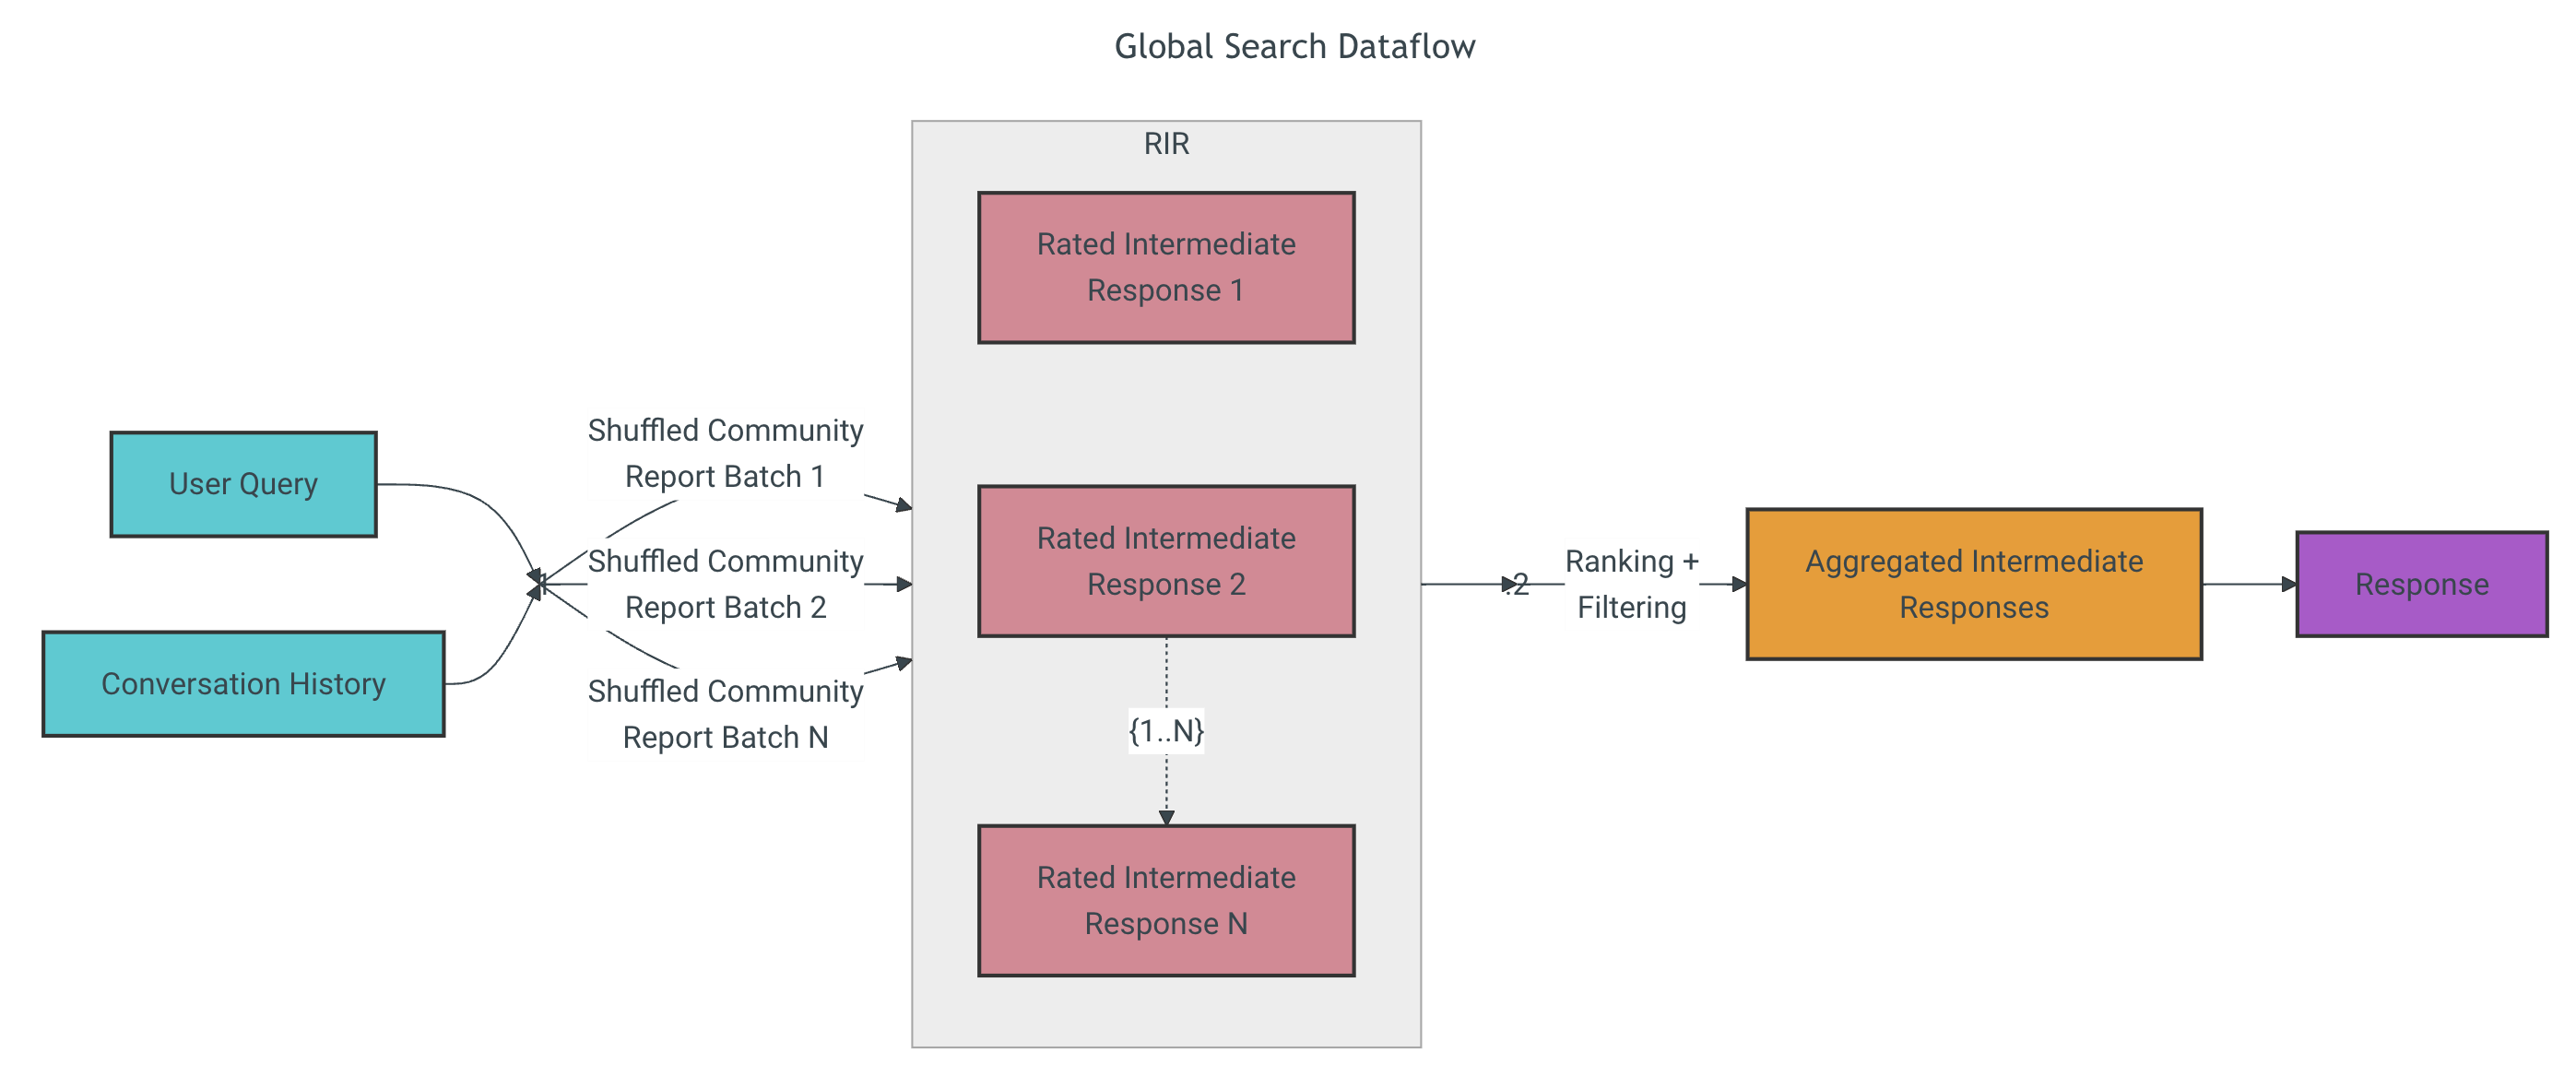 Global Search Dataflow
User Query
Conversation History
.1
Shuffled Community
Report Batch 1
Shuffled Community
Report Batch 2
Shuffled Community
Report Batch N
RIR
Rated Intermediate
Response 1
Rated Intermediate
Response 2
{1..N}
Rated Intermediate
Response N
.2
Ranking +
Filtering
Aggregated Intermediate
Responses
Response